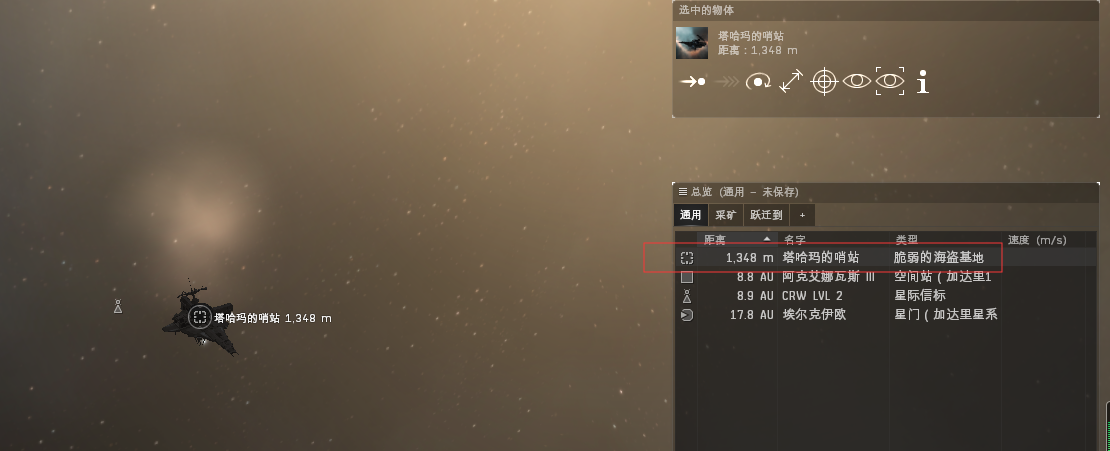 选中的物体
塔哈玛的哨站
距离：1,348 m
总览 (通用 - 未保存)
通用 采矿 跃迁到 +
距离 名字 类型 速度 (m/s)
1,348 m 塔哈玛的哨站 脆弱的海盗基地
8.8 AU 阿克艾娜瓦斯 III 空间站 ( 加达里1
8.9 AU CRW LVL 2 星际信标
17.8 AU 埃尔克伊欧 星门 ( 加达里星系
塔哈玛的哨站 1,348 m